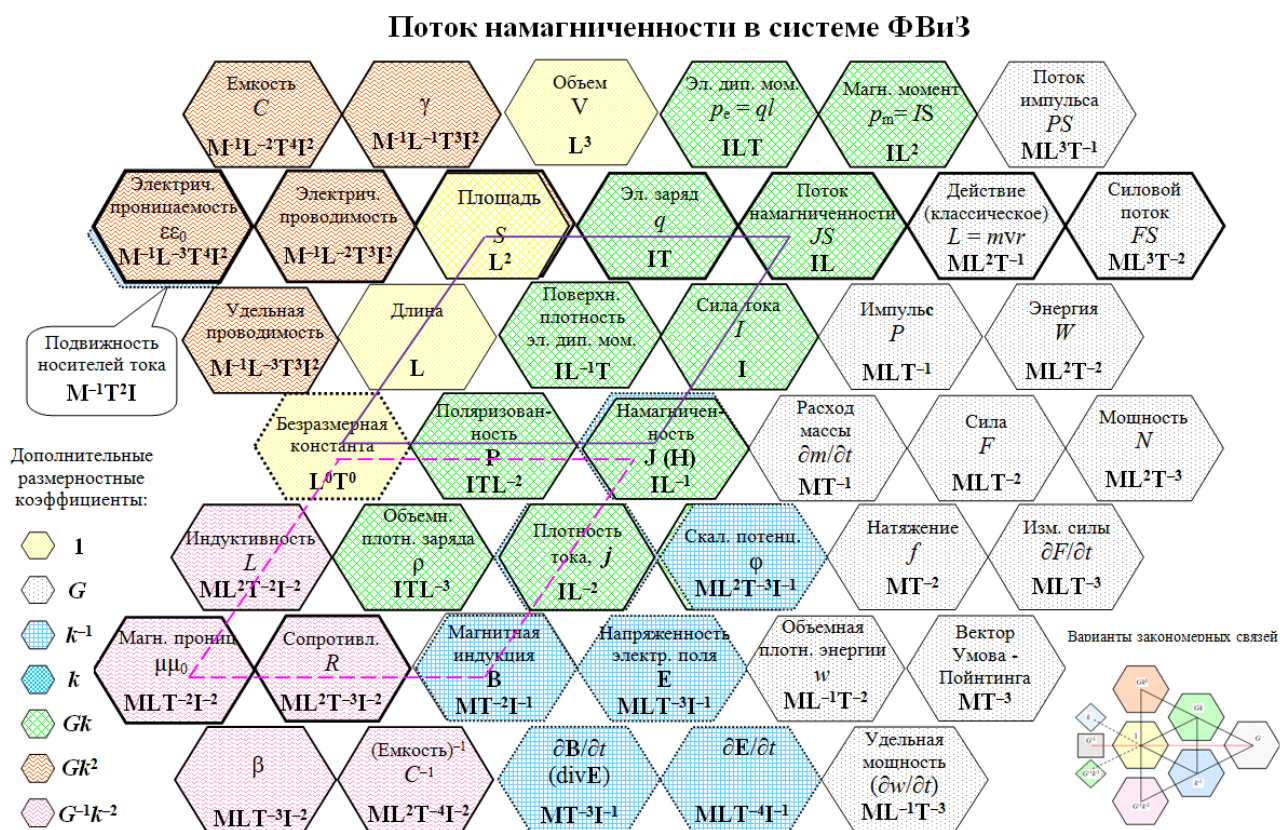 Поток намагниченности в системе ФВиЗ
Емкость
C
M⁻¹L⁻²T⁴I²
γ
M⁻¹L⁻¹T³I²
Объем
V
L³
Эл. дип. мом.
pₑ = ql
ILT
Магн. момент
pₘ= IS
IL²
Поток
импульса
PS
ML³T⁻¹
Электрич.
проницаемость
εε₀
M⁻¹L⁻³T⁴I²
Электрич.
проводимость
M⁻¹L⁻²T³I²
Площадь
S
L²
Эл. заряд
q
IT
Поток
намагниченности
JS
IL
Действие
(классическое)
L = mvr
ML²T⁻¹
Силовой
поток
FS
ML³T⁻²
Удельная
проводимость
M⁻¹L⁻³T³I²
Длина
L
Поверхн.
плотность
эл. дип. мом.
IL⁻¹T
Сила тока
I
I
Импульс
P
MLT⁻¹
Энергия
W
ML²T⁻²
Подвижность
носителей тока
M⁻¹T²I
Безразмерная
константа
L⁰T⁰
Поляризован-
ность
P
ITL⁻²
Намагничен-
ность
J (H)
IL⁻¹
Расход
массы
∂m/∂t
MT⁻¹
Сила
F
MLT⁻²
Мощность
N
ML²T⁻³
Индуктивность
L
ML²T⁻²I⁻²
Объемн.
плотн. заряда
ρ
ITL⁻³
Плотность
тока, j
IL⁻²
Скал. потенц.
φ
ML²T⁻³I⁻¹
Натяжение
f
MT⁻²
Изм. силы
∂F/∂t
MLT⁻³
Магн. прониц.
μμ₀
MLT⁻²I⁻²
Сопротивл.
R
ML²T⁻³I⁻²
Магнитная
индукция
B
MT⁻²I⁻¹
Напряженность
электр. поля
E
MLT⁻³I⁻¹
Объемная
плотн. энергии
w
ML⁻¹T⁻²
Вектор
Умова -
Пойнтинга
MT⁻³
β
MLT⁻³I⁻²
(Емкость)⁻¹
C⁻¹
ML²T⁻⁴I⁻²
∂B/∂t
(divE)
MT⁻³I⁻¹
∂E/∂t
MLT⁻⁴I⁻¹
Удельная
мощность
(∂w/∂t)
ML⁻¹T⁻³
Дополнительные
размерностные
коэффициенты:
1
G
k⁻¹
k
Gk
Gk²
G⁻¹k⁻²
Варианты закономерных связей
Gk
1
G
k
k⁻¹